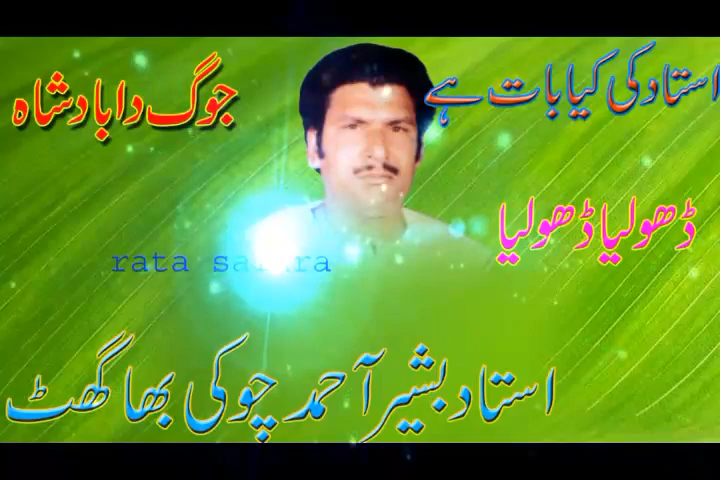 استاد کی کیا بات ہے
جوگ دا بادشاہ
ڈھولیا ڈھولیا
rata
استاد بشیر آحمد چوکی بھاگھٹ